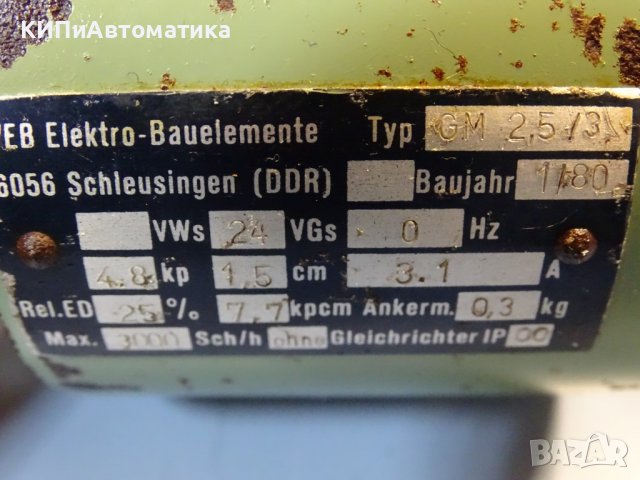 КИПиАвтоматика
VEB Elektro-Bauelemente Typ GM 2,5/3
6056 Schleusingen (DDR) Baujahr 1/80
VWs 24 VGs 0 Hz
4.8 kp 1,5 cm 3.1 A
Rel.ED 25 % 7,7 kpcm Ankerm. 0,3 kg
Max. 3000 Sch/h ohne Gleichrichter IP 00
BAZAR